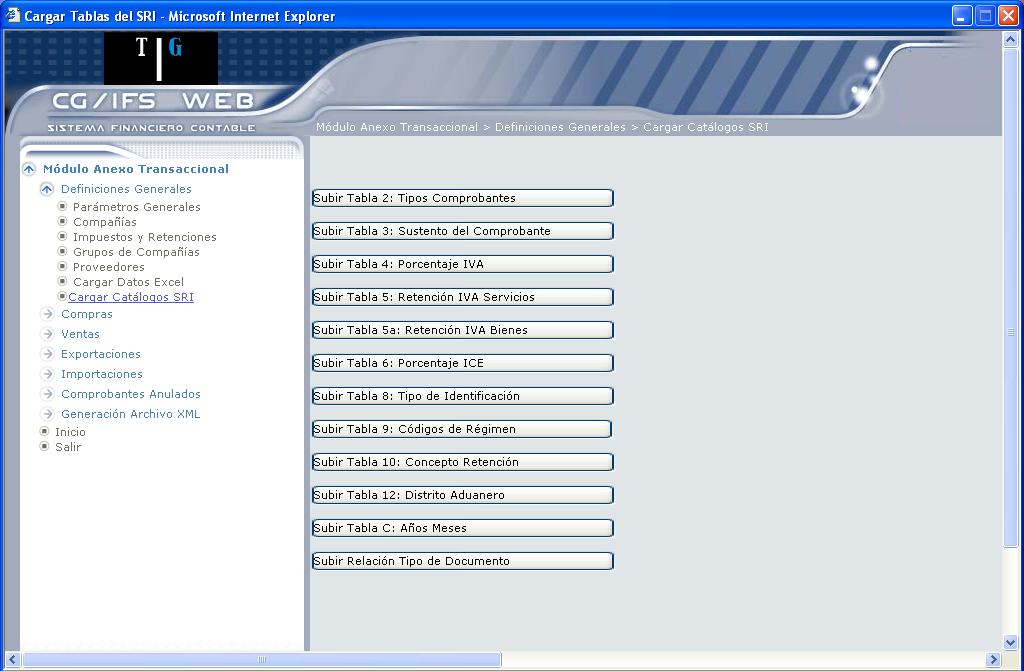 Cargar Tablas del SRI - Microsoft Internet Explorer
T G
CG/IFS WEB
SISTEMA FINANCIERO CONTABLE
Módulo Anexo Transaccional > Definiciones Generales > Cargar Catálogos SRI
Módulo Anexo Transaccional
Definiciones Generales
Parámetros Generales
Compañías
Impuestos y Retenciones
Grupos de Compañías
Proveedores
Cargar Datos Excel
Cargar Catálogos SRI
Compras
Ventas
Exportaciones
Importaciones
Comprobantes Anulados
Generación Archivo XML
Inicio
Salir
Subir Tabla 2: Tipos Comprobantes
Subir Tabla 3: Sustento del Comprobante
Subir Tabla 4: Porcentaje IVA
Subir Tabla 5: Retención IVA Servicios
Subir Tabla 5a: Retención IVA Bienes
Subir Tabla 6: Porcentaje ICE
Subir Tabla 8: Tipo de Identificación
Subir Tabla 9: Códigos de Régimen
Subir Tabla 10: Concepto Retención
Subir Tabla 12: Distrito Aduanero
Subir Tabla C: Años Meses
Subir Relación Tipo de Documento